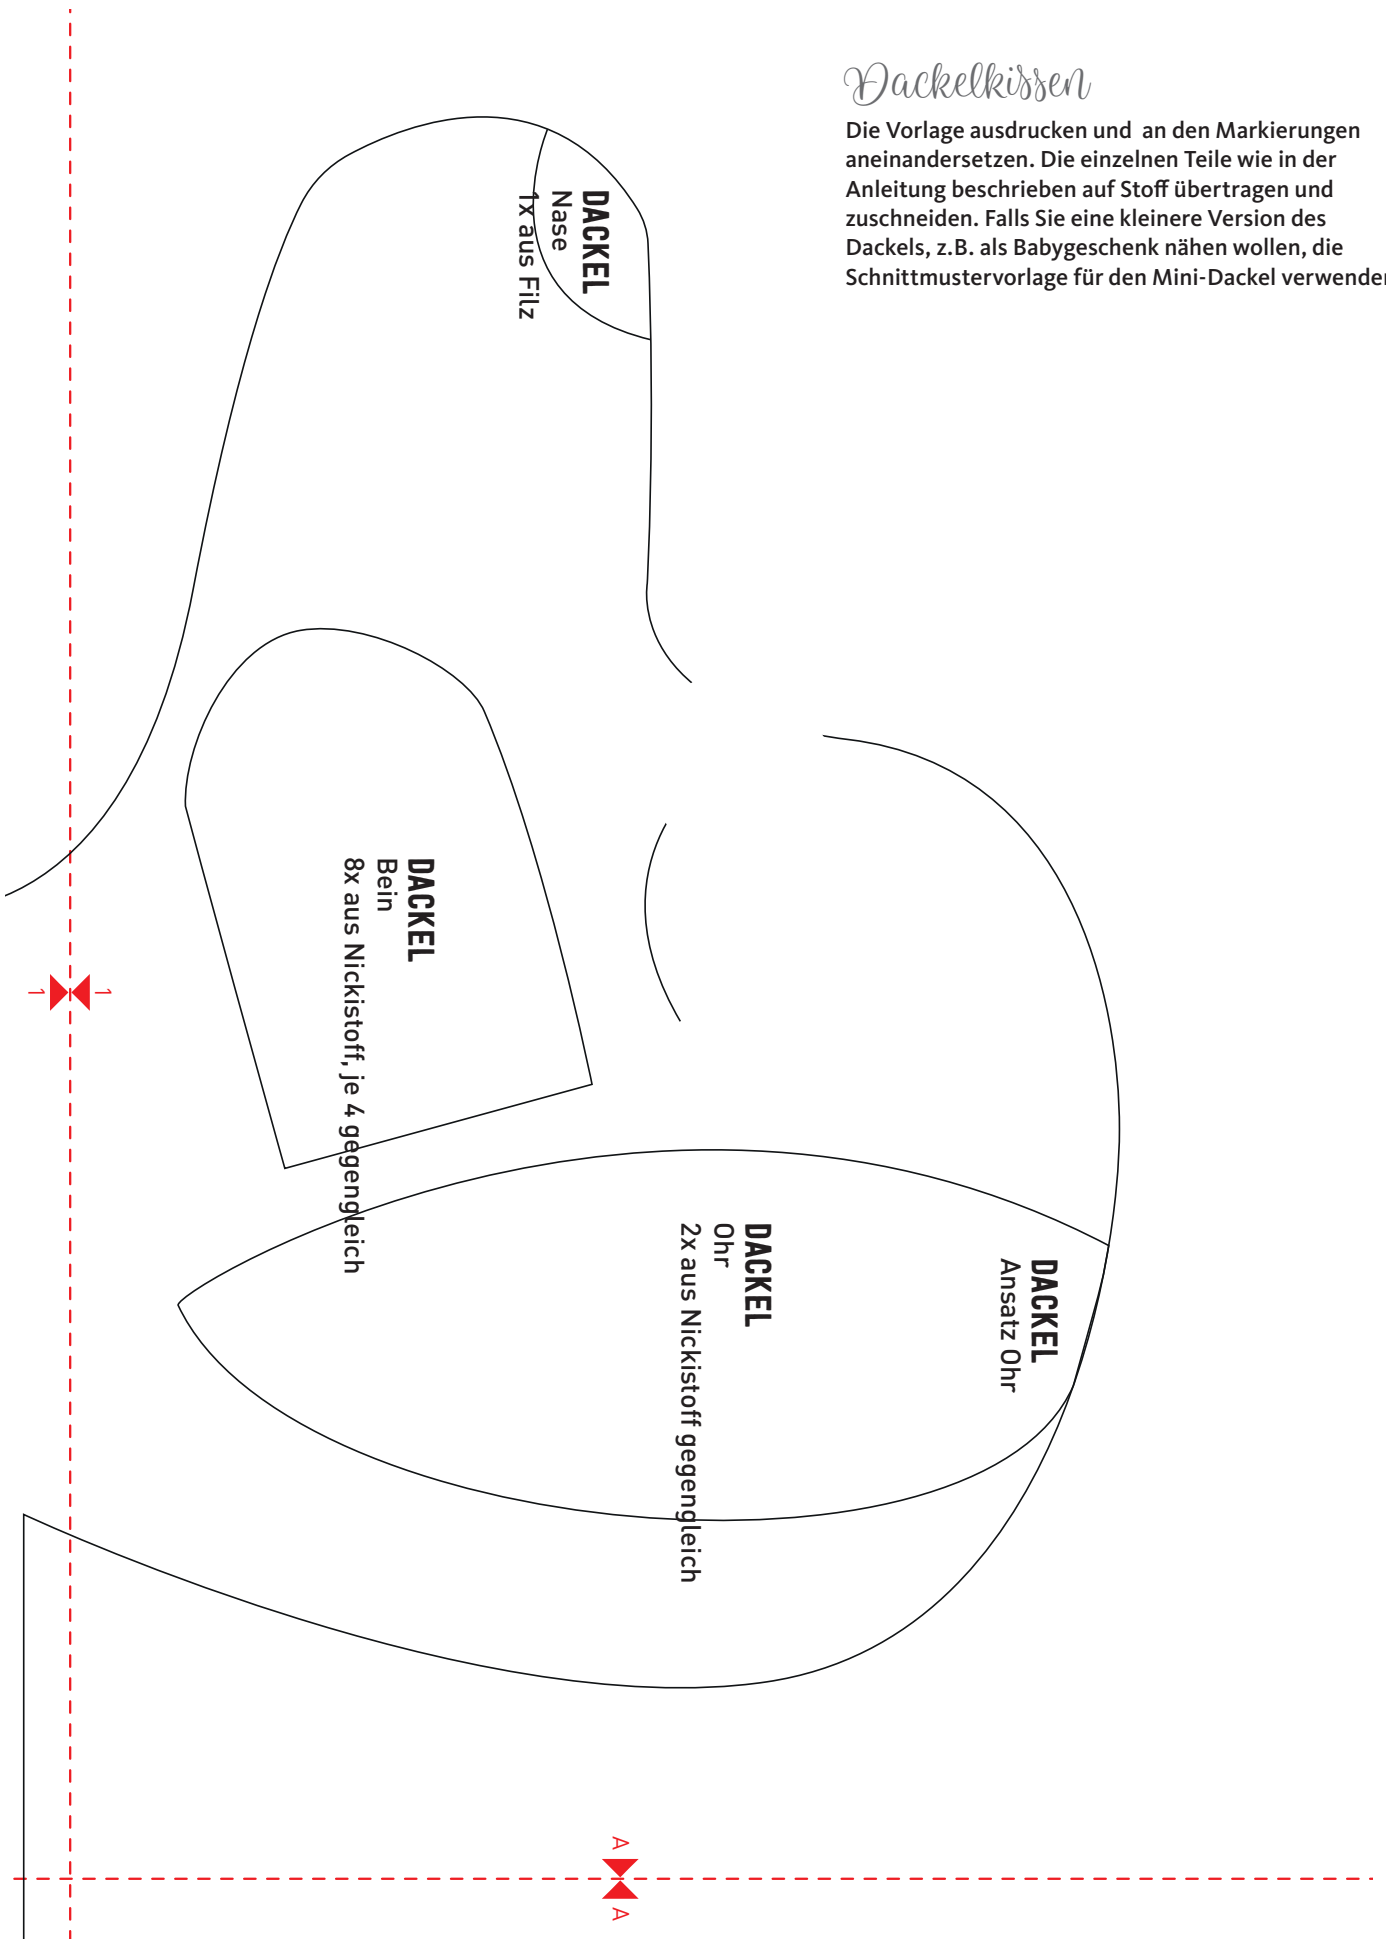 Dackelkissen
Die Vorlage ausdrucken und an den Markierungen
aneinandersetzen. Die einzelnen Teile wie in der
Anleitung beschrieben auf Stoff übertragen und
zuschneiden. Falls Sie eine kleinere Version des
Dackels, z.B. als Babygeschenk nähen wollen, die
Schnittmustervorlage für den Mini-Dackel
DACKEL
Nase
1x aus Filz
DACKEL
Bein
8x aus Nickistoff, je 4 gegengleich
1
1
DACKEL
Ohr
2x aus Nickistoff gegengleich
DACKEL
Ansatz Ohr
A
A